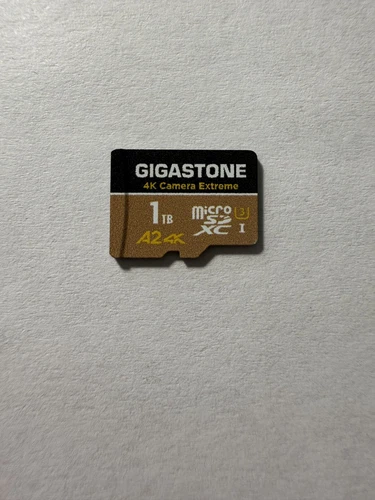 GIGASTONE
4K Camera Extreme
1TB
micro
SD
XC
3
I
A2 4K